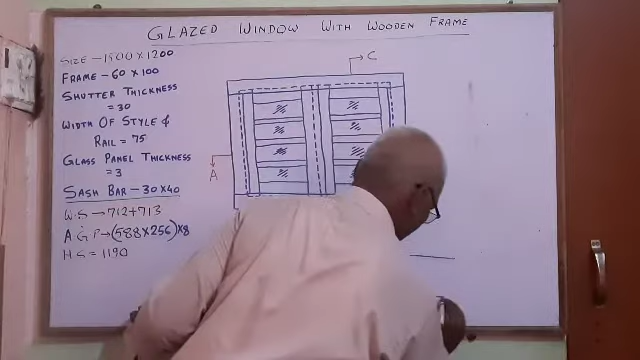 GLAZED WINDOW WITH WOODEN FRAME
SIZE - 1500 X 1200
FRAME - 60 X 100
SHUTTER THICKNESS
= 30
WIDTH OF STYLE &
RAIL = 75
GLASS PANEL THICKNESS
= 3
SASH BAR - 30 X 40
W.S → 712 + 713
A.G.P → (588 X 256) X 8
H S = 1190
C
A